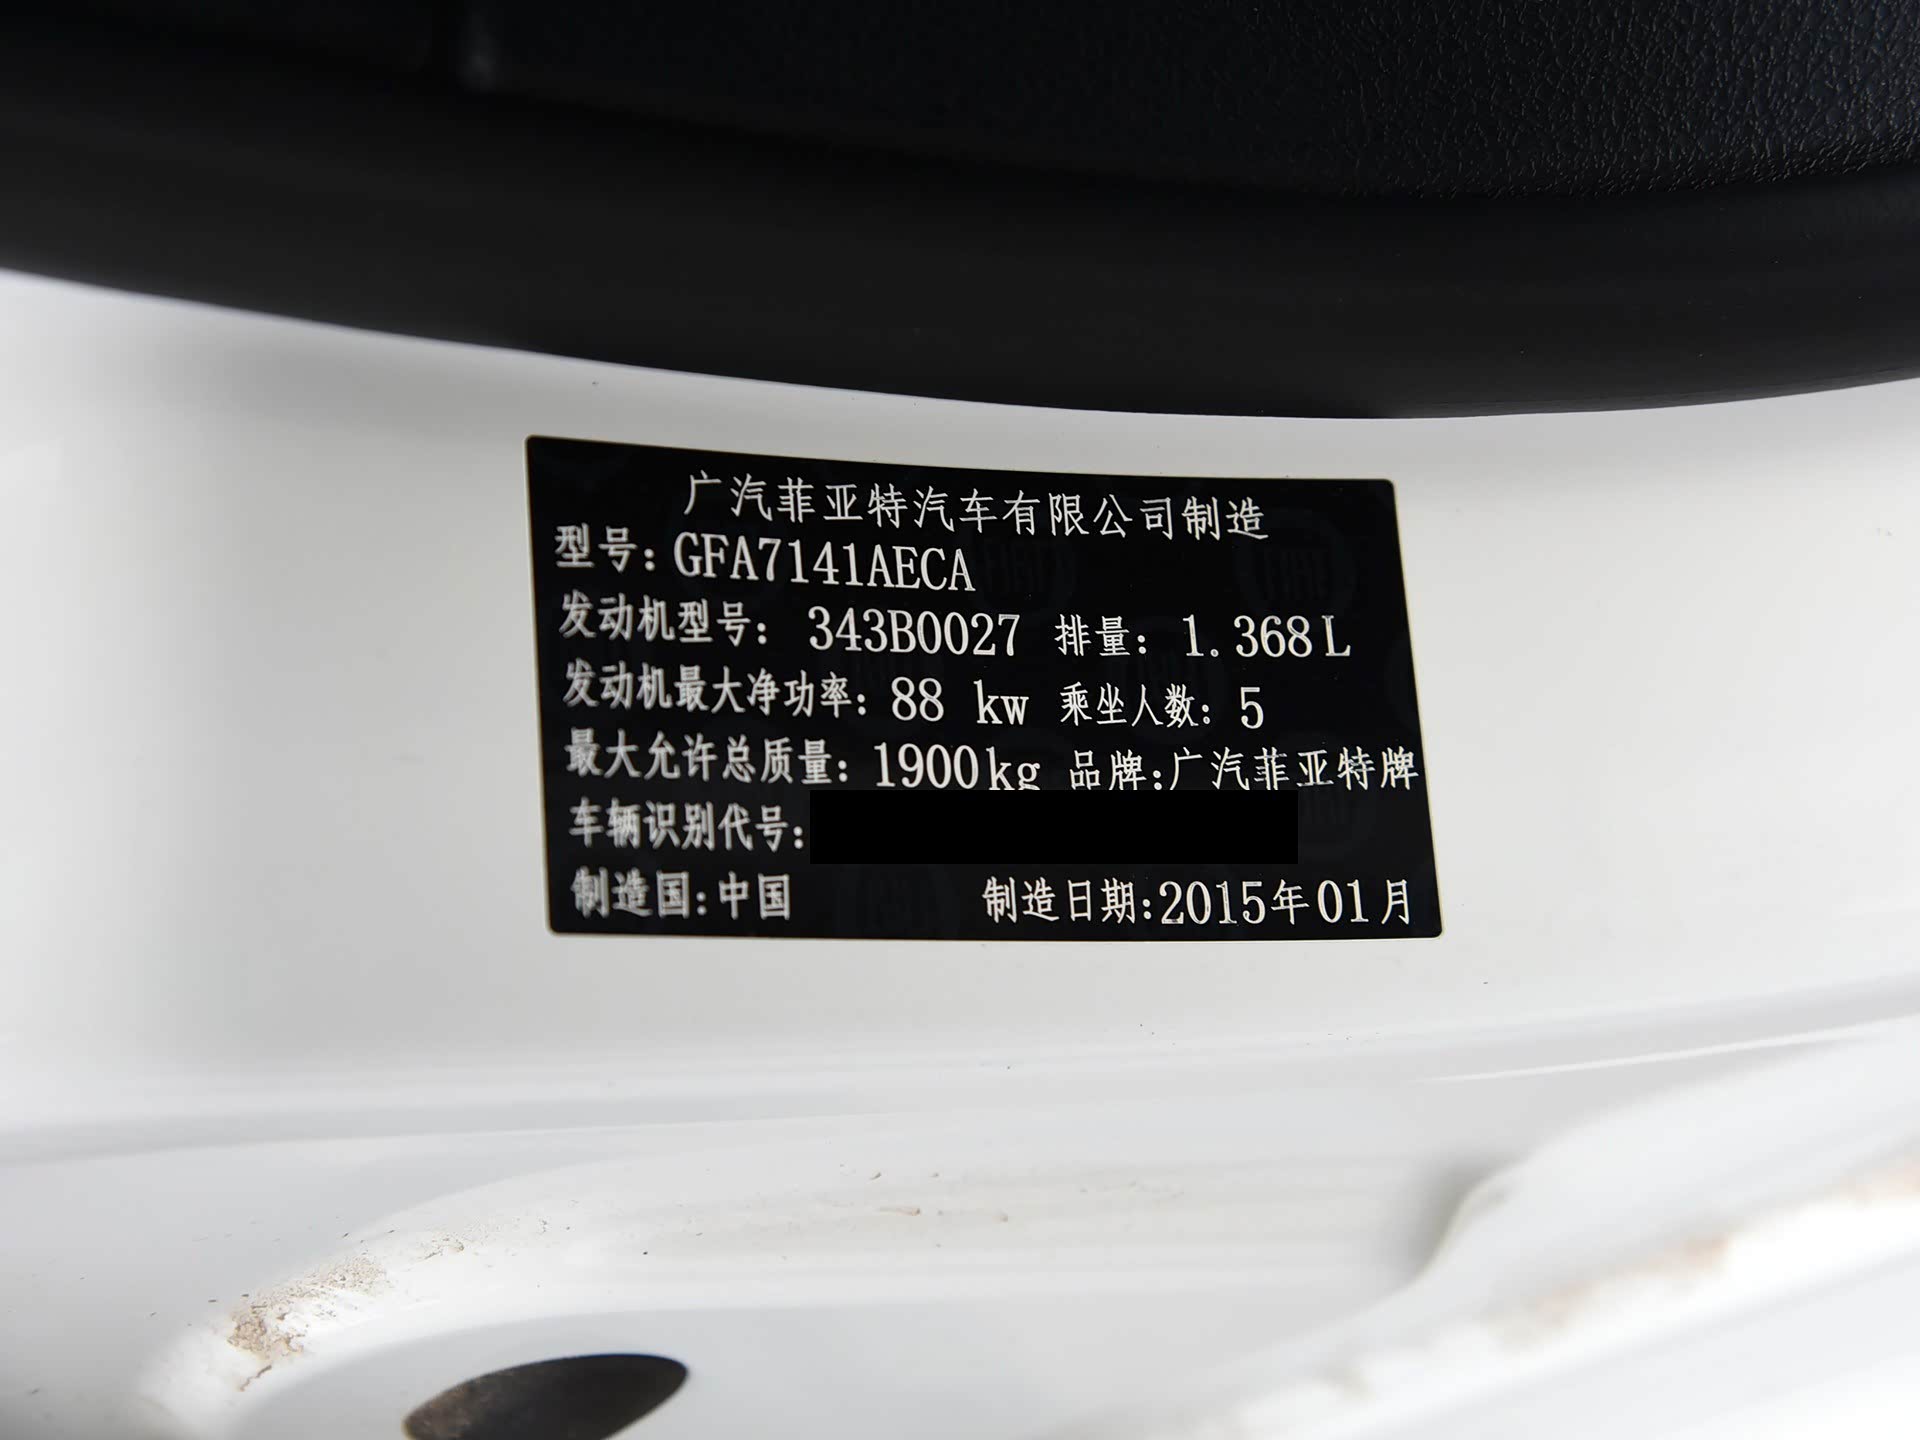 广汽菲亚特汽车有限公司制造
型号:GFA7141AECA
发动机型号: 343B0027 排量: 1.368L
发动机最大净功率:88 kw 乘坐人数:5
最大允许总质量:1900kg 品牌:广汽菲亚特牌
车辆识别代号:
制造国:中国 制造日期:2015年01月